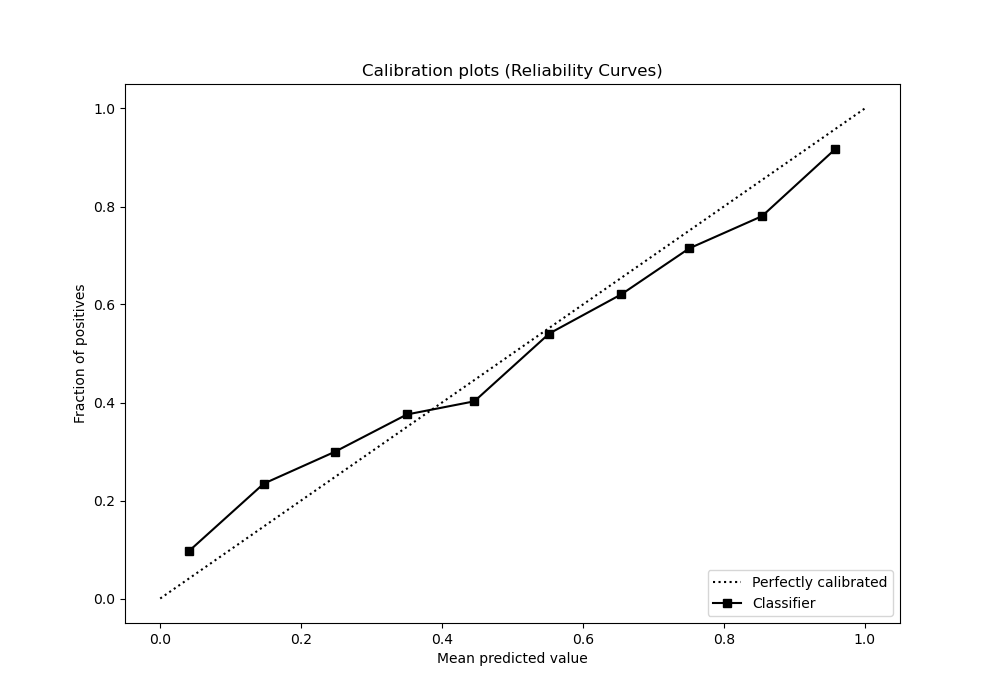 Calibration plots (Reliability Curves)
1.0
0.8
0.6
0.4
0.2
0.0
Fraction of positives
0.0 0.2 0.4 0.6 0.8 1.0
Mean predicted value
Perfectly calibrated
Classifier